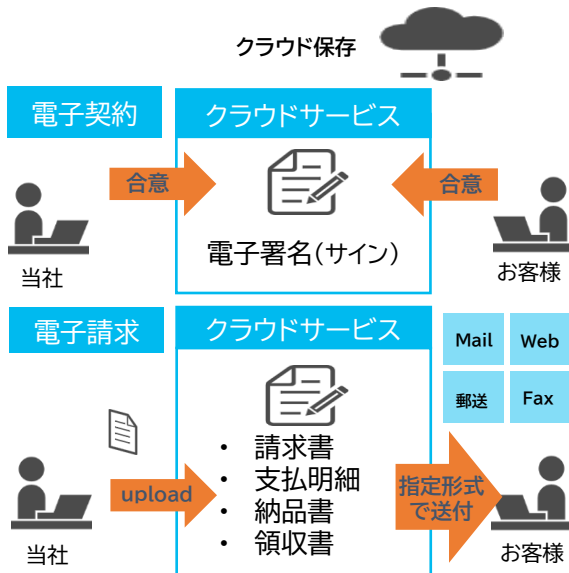 クラウド保存
電子契約
クラウドサービス
合意
合意
電子署名(サイン)
当社
お客様
電子請求
クラウドサービス
Mail
Web
郵送
Fax
・ 請求書
・ 支払明細
・ 納品書
・ 領収書
upload
指定形式
で送付
当社
お客様